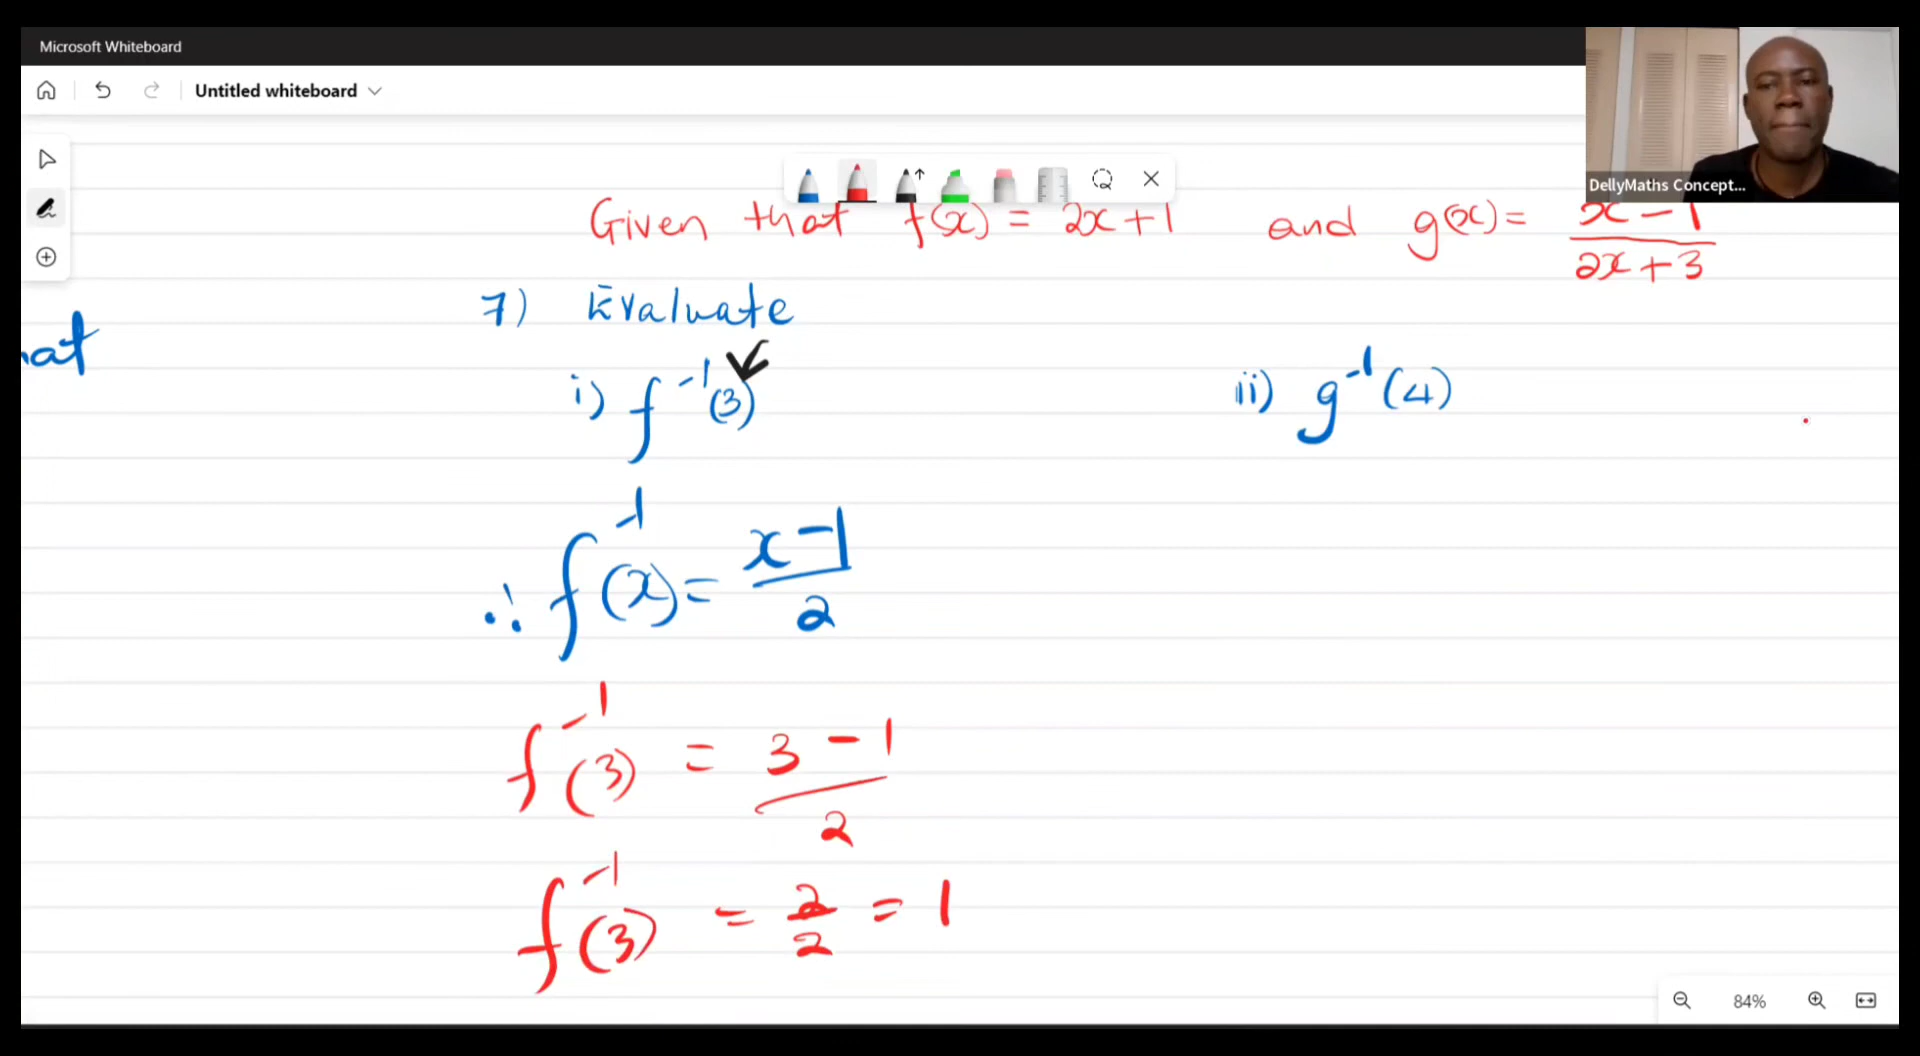 Microsoft Whiteboard
Untitled whiteboard
DellyMaths Concept...
Given that f(x) = 2x+1 and g(x) = x-1/2x+3
7) Evaluate
at
i) f⁻¹(3)
ii) g⁻¹(4)
∴ f⁻¹(x) = x-1/2
f⁻¹(3) = 3-1/2
f⁻¹(3) = 2/2 = 1
84%